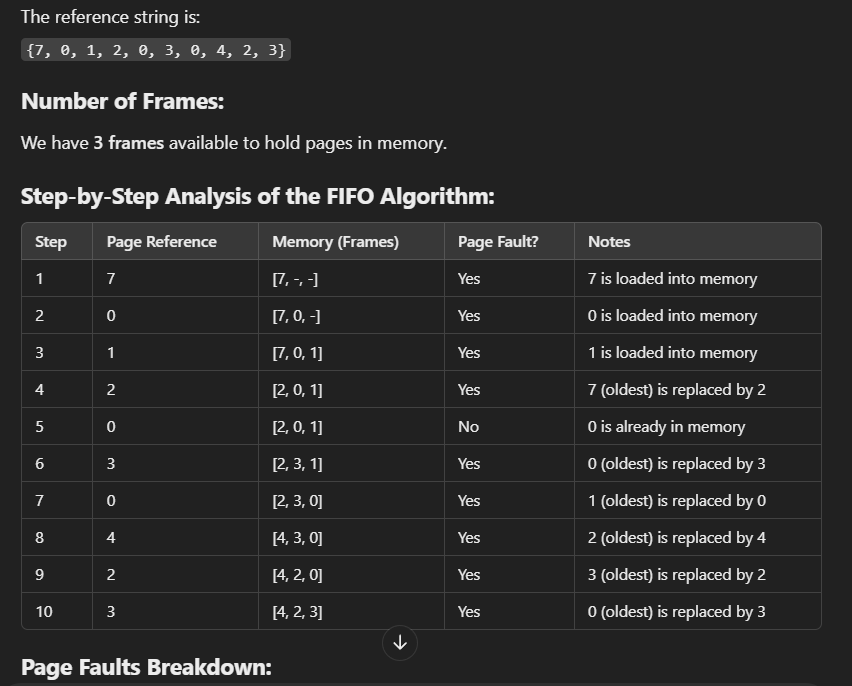 The reference string is:
{7, 0, 1, 2, 0, 3, 0, 4, 2, 3}
Number of Frames:
We have 3 frames available to hold pages in memory.
Step-by-Step Analysis of the FIFO Algorithm:
Step Page Reference Memory (Frames) Page Fault? Notes
1 7 [7, -, -] Yes 7 is loaded into memory
2 0 [7, 0, -] Yes 0 is loaded into memory
3 1 [7, 0, 1] Yes 1 is loaded into memory
4 2 [2, 0, 1] Yes 7 (oldest) is replaced by 2
5 0 [2, 0, 1] No 0 is already in memory
6 3 [2, 3, 1] Yes 0 (oldest) is replaced by 3
7 0 [2, 3, 0] Yes 1 (oldest) is replaced by 0
8 4 [4, 3, 0] Yes 2 (oldest) is replaced by 4
9 2 [4, 2, 0] Yes 3 (oldest) is replaced by 2
10 3 [4, 2, 3] Yes 0 (oldest) is replaced by 3
Page Faults Breakdown: